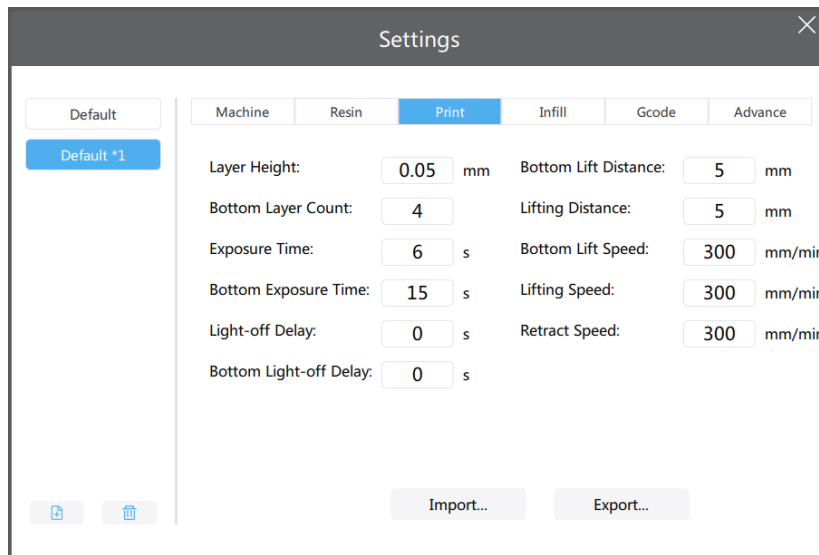 Settings
Default
Default *1
Machine Resin Print Infill Gcode Advance
Layer Height: 0.05 mm Bottom Lift Distance: 5 mm
Bottom Layer Count: 4 Lifting Distance: 5 mm
Exposure Time: 6 s Bottom Lift Speed: 300 mm/min
Bottom Exposure Time: 15 s Lifting Speed: 300 mm/min
Light-off Delay: 0 s Retract Speed: 300 mm/min
Bottom Light-off Delay: 0 s
Import... Export...